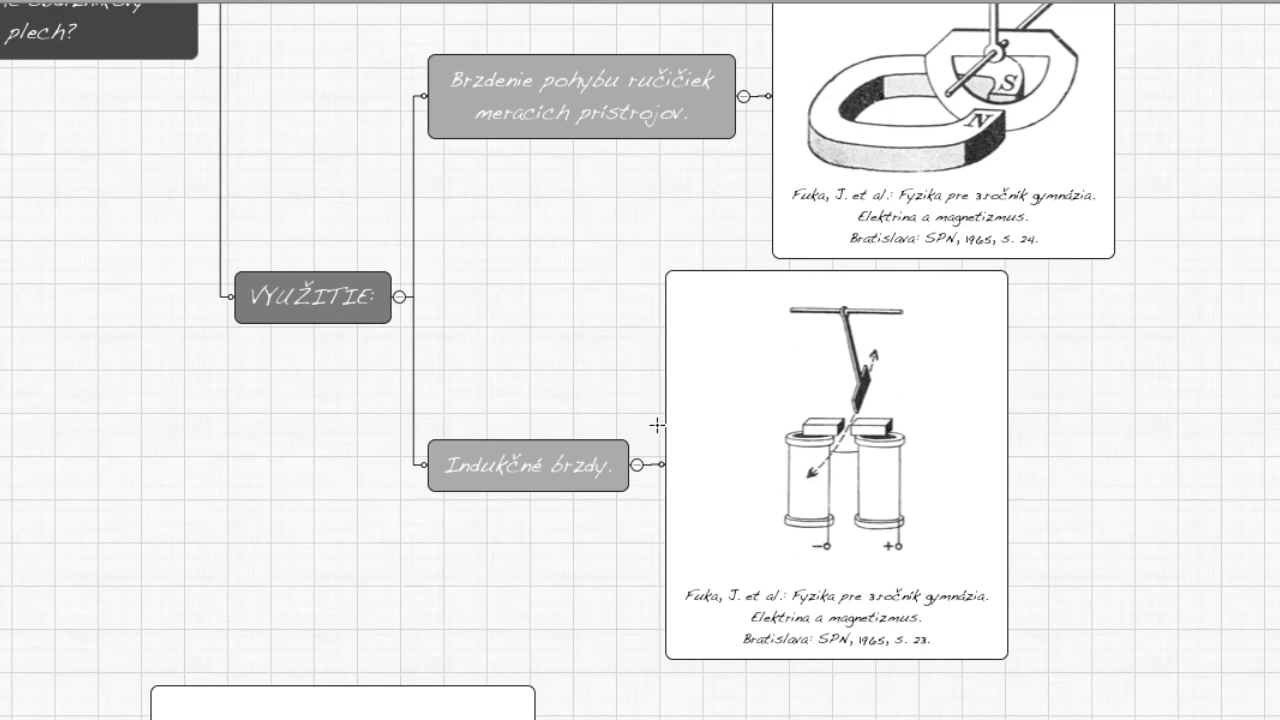 plech?
Brzdenie pohybu ručičiek
meracích prístrojov.
S
N
Fuka, J. et al.: Fyzika pre 3.ročník gymnázia.
Elektrina a magnetizmus.
Bratislava: SPN, 1965, s. 24.
VYUŽITIE:
Indukčné brzdy.
- +
Fuka, J. et al.: Fyzika pre 3.ročník gymnázia.
Elektrina a magnetizmus.
Bratislava: SPN, 1965, s. 23.